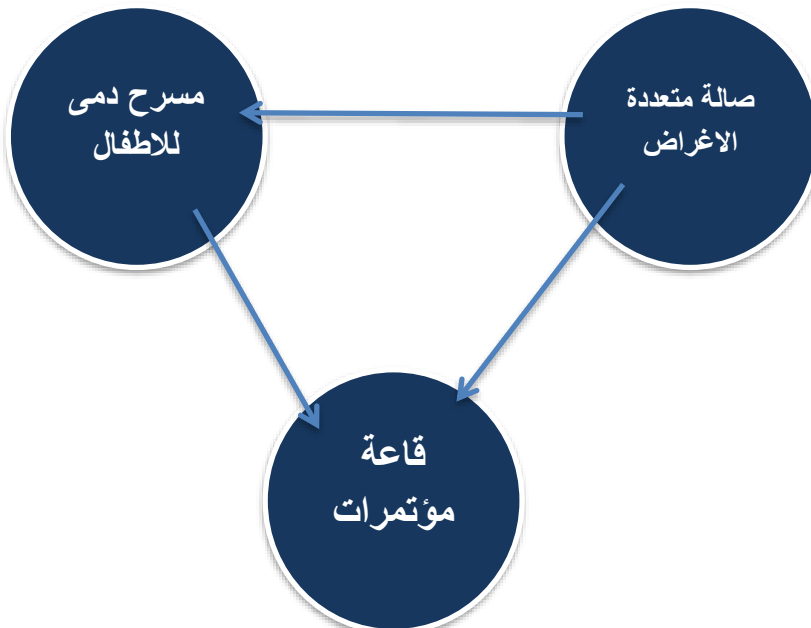 صالة متعددة
الاغراض
مسرح دمى
للاطفال
قاعة
مؤتمرات